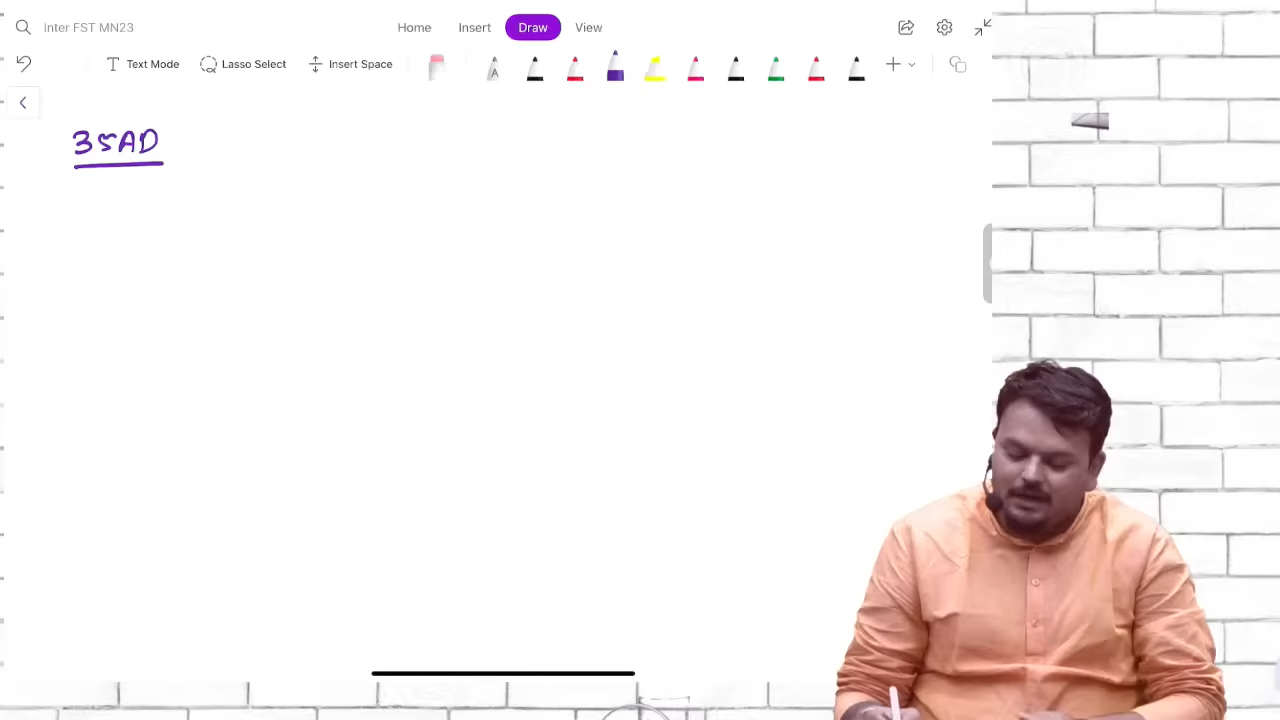 Inter FST MN23
Home Insert Draw View
Text Mode Lasso Select Insert Space
A
35AD